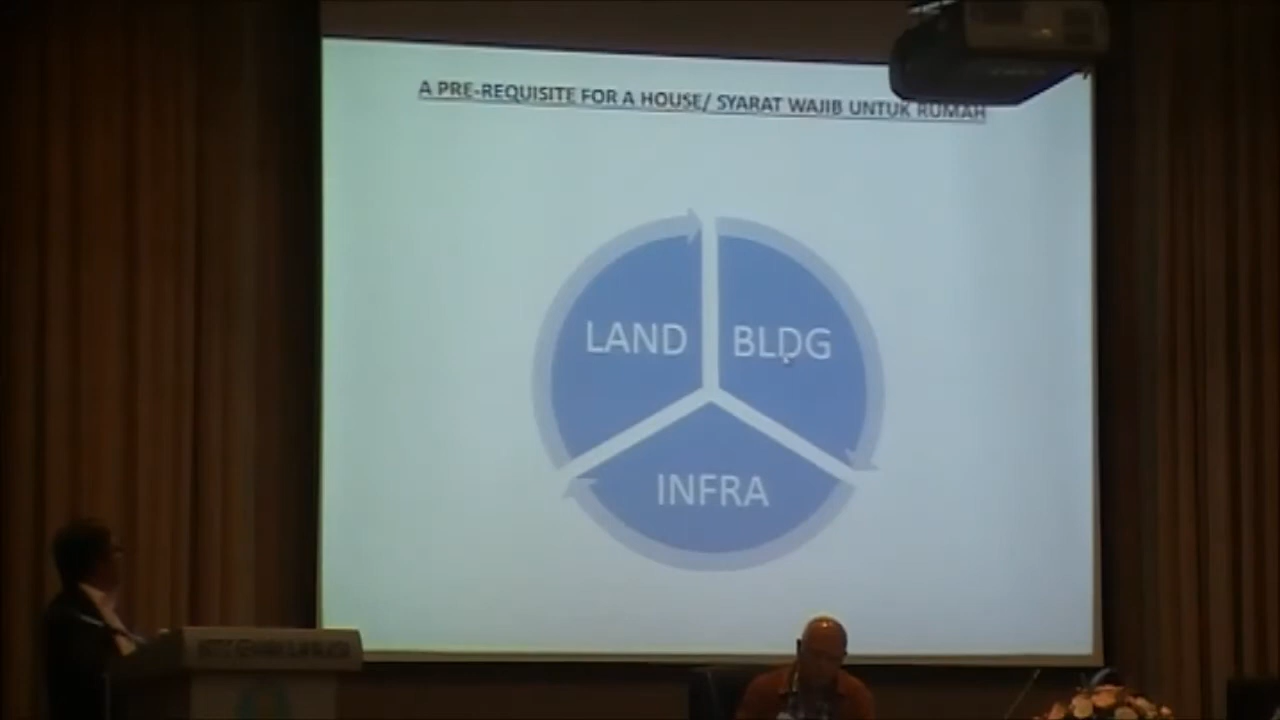 A PRE-REQUISITE FOR A HOUSE/ SYARAT WAJIB UNTUK RUMAH
LAND
BLDG
INFRA